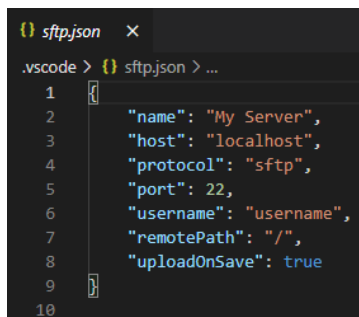 {} sftp.json ×
.vscode > {} sftp.json > ...
1 {
2 "name": "My Server",
3 "host": "localhost",
4 "protocol": "sftp",
5 "port": 22,
6 "username": "username",
7 "remotePath": "/",
8 "uploadOnSave": true
9 }
10